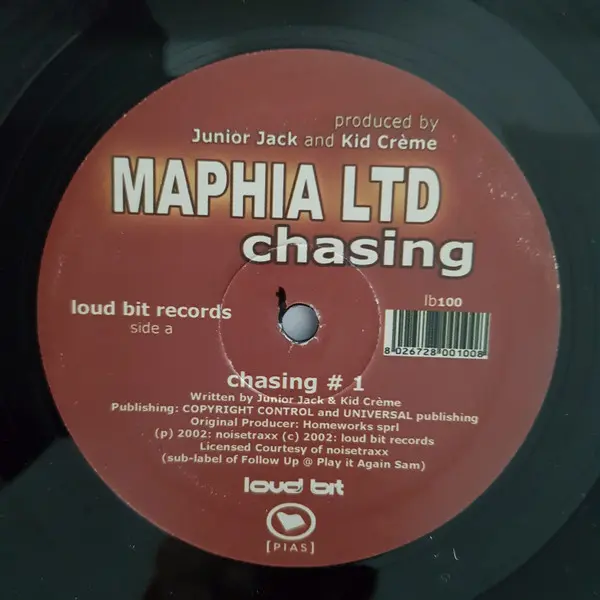 produced by
Junior Jack and Kid Crème
MAPHIA LTD
chasing
loud bit records
side a
lb100
8 026728 001008
chasing # 1
Written by Junior Jack & Kid Crème
Publishing: COPYRIGHT CONTROL and UNIVERSAL publishing
Original Producer: Homeworks sprl
(p) 2002: noisetraxx (c) 2002: loud bit records
Licensed Courtesy of noisetraxx
(sub-label of Follow Up @ Play it Again Sam)
loud bit
[PIAS]